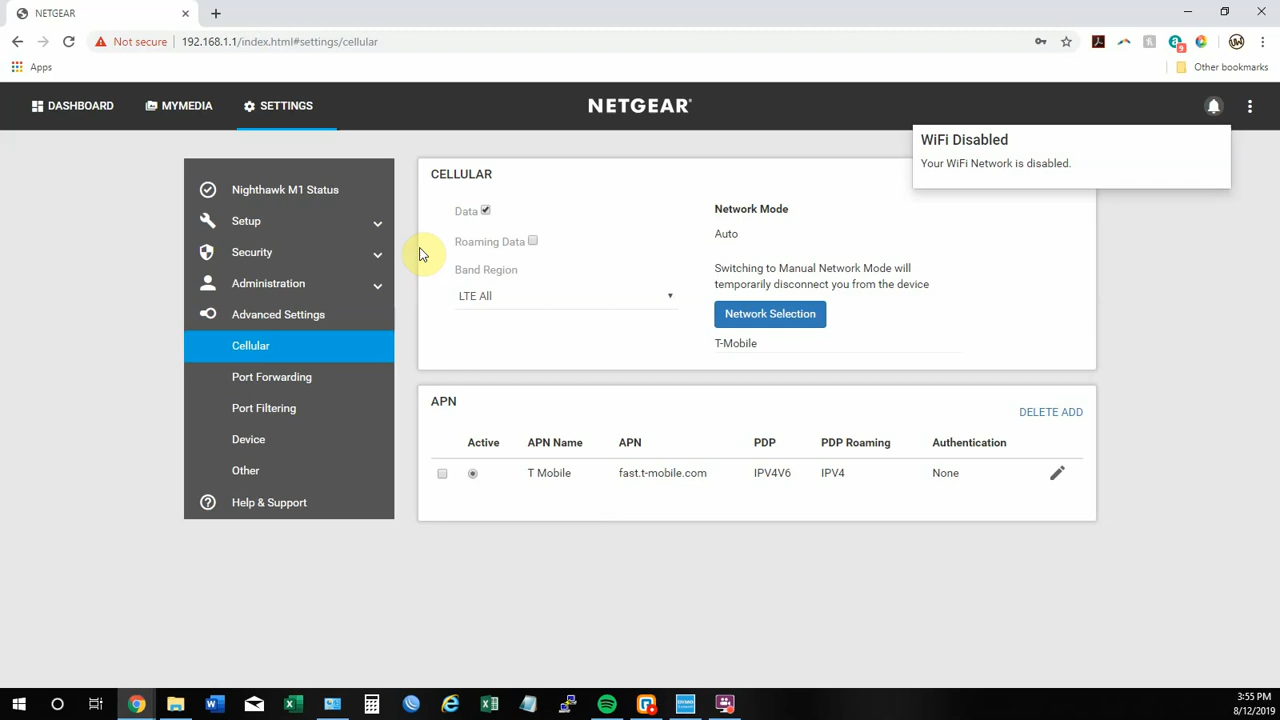 NETGEAR
Not secure
192.168.1.1/index.html#settings/cellular
9
UW
Apps
Other bookmarks
DASHBOARD
MYMEDIA
SETTINGS
NETGEAR®
WiFi Disabled
Your WiFi Network is disabled.
Nighthawk M1 Status
Setup
Security
Administration
Advanced Settings
Cellular
Port Forwarding
Port Filtering
Device
Other
Help & Support
CELLULAR
Data
Roaming Data
Band Region
LTE All
Network Mode
Auto
Switching to Manual Network Mode will
temporarily disconnect you from the device
Network Selection
T-Mobile
APN
DELETE ADD
Active APN Name APN PDP PDP Roaming Authentication
T Mobile fast.t-mobile.com IPV4V6 IPV4 None
3:55 PM
8/12/2019